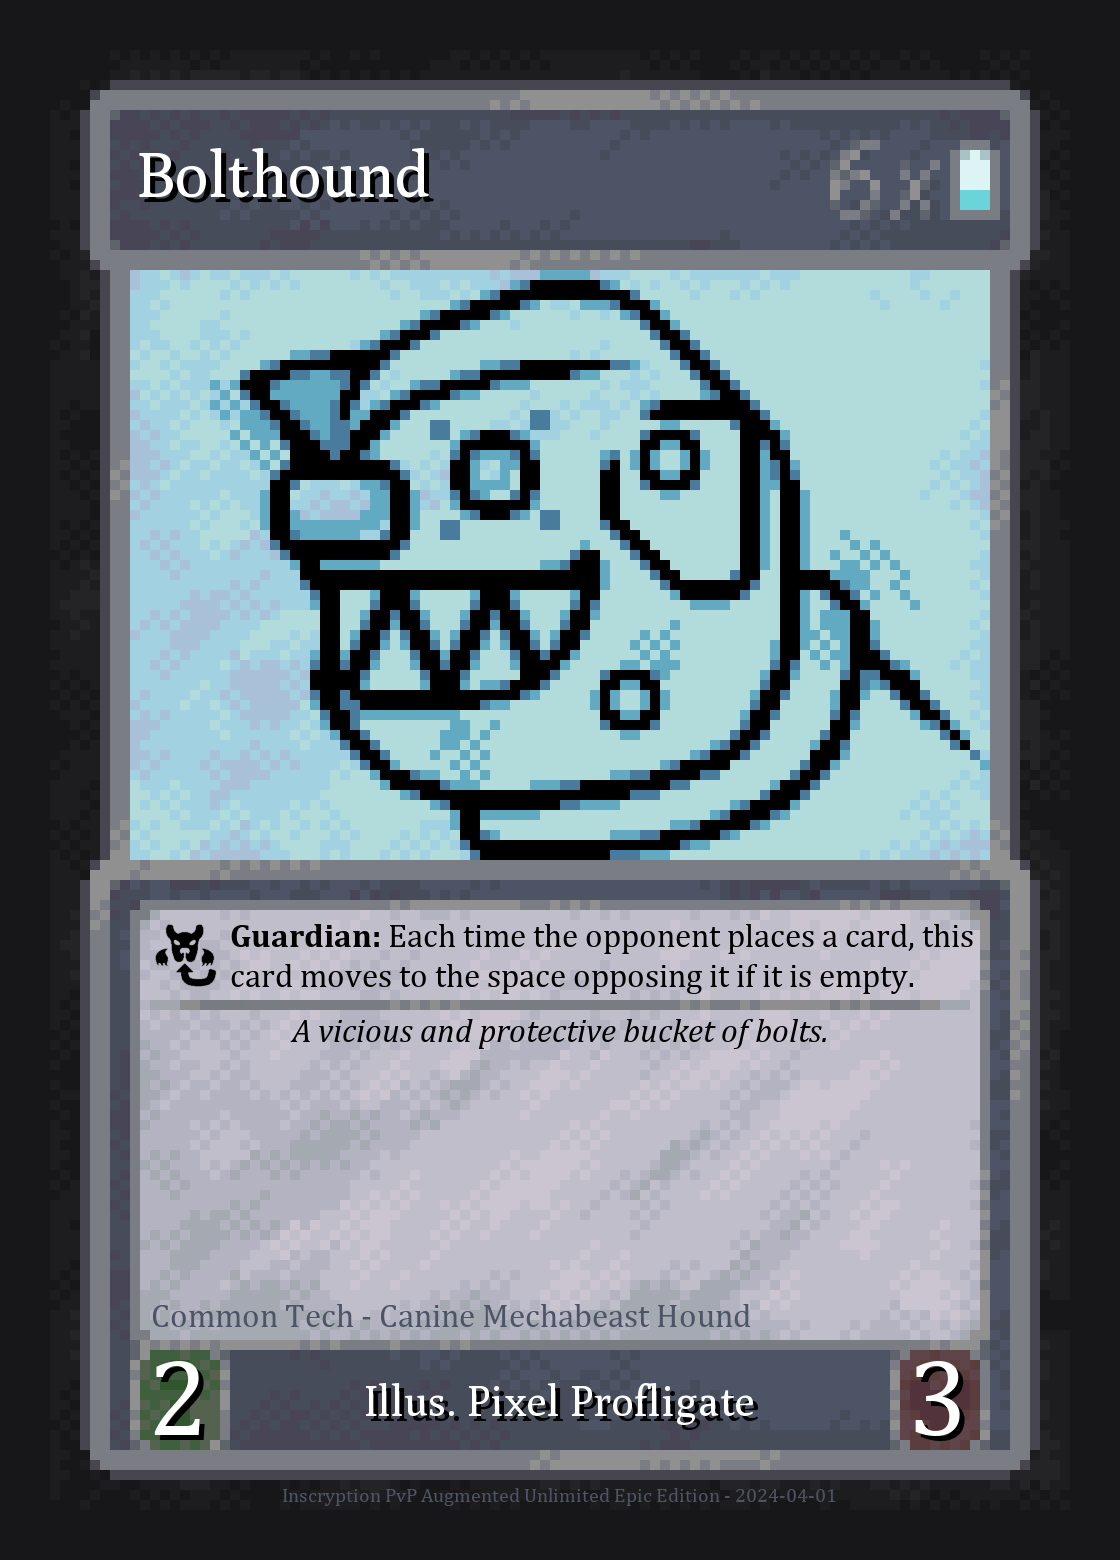 Bolthound 6x
Guardian: Each time the opponent places a card, this
card moves to the space opposing it if it is empty.
A vicious and protective bucket of bolts.
Common Tech - Canine Mechabeast Hound
2 Illus. Pixel Profligate 3
Inscryption PvP Augmented Unlimited Epic Edition - 2024-04-01